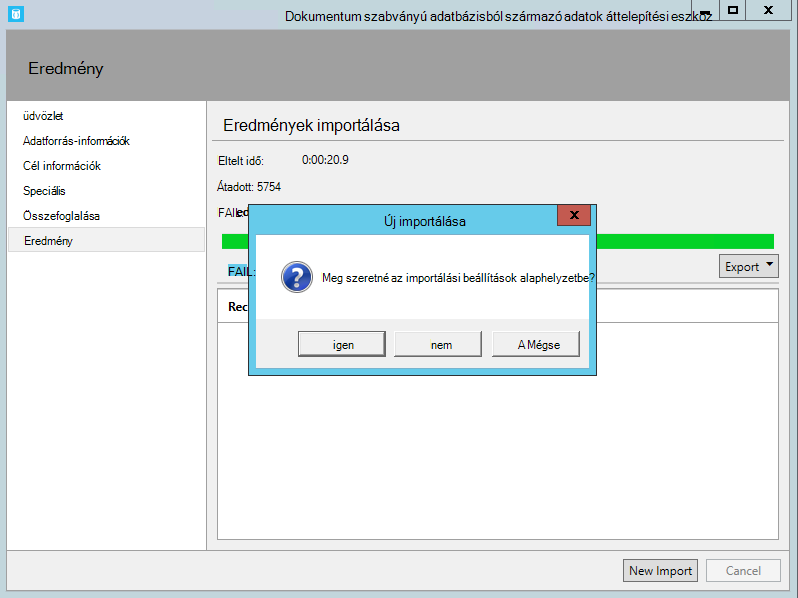 Dokumentum szabványú adatbázisból származó adatok áttelepítési eszköz
Eredmény
üdvözlet
Adatforrás-információk
Cél információk
Speciális
Összefoglalása
Eredmény
Eredmények importálása
Eltelt idő: 0:00:20.9
Átadott: 5754
FAIL
Export
FAIL:
Rec
Új importálása
Meg szeretné az importálási beállítások alaphelyzetbe?
igen
nem
A Mégse
New Import
Cancel